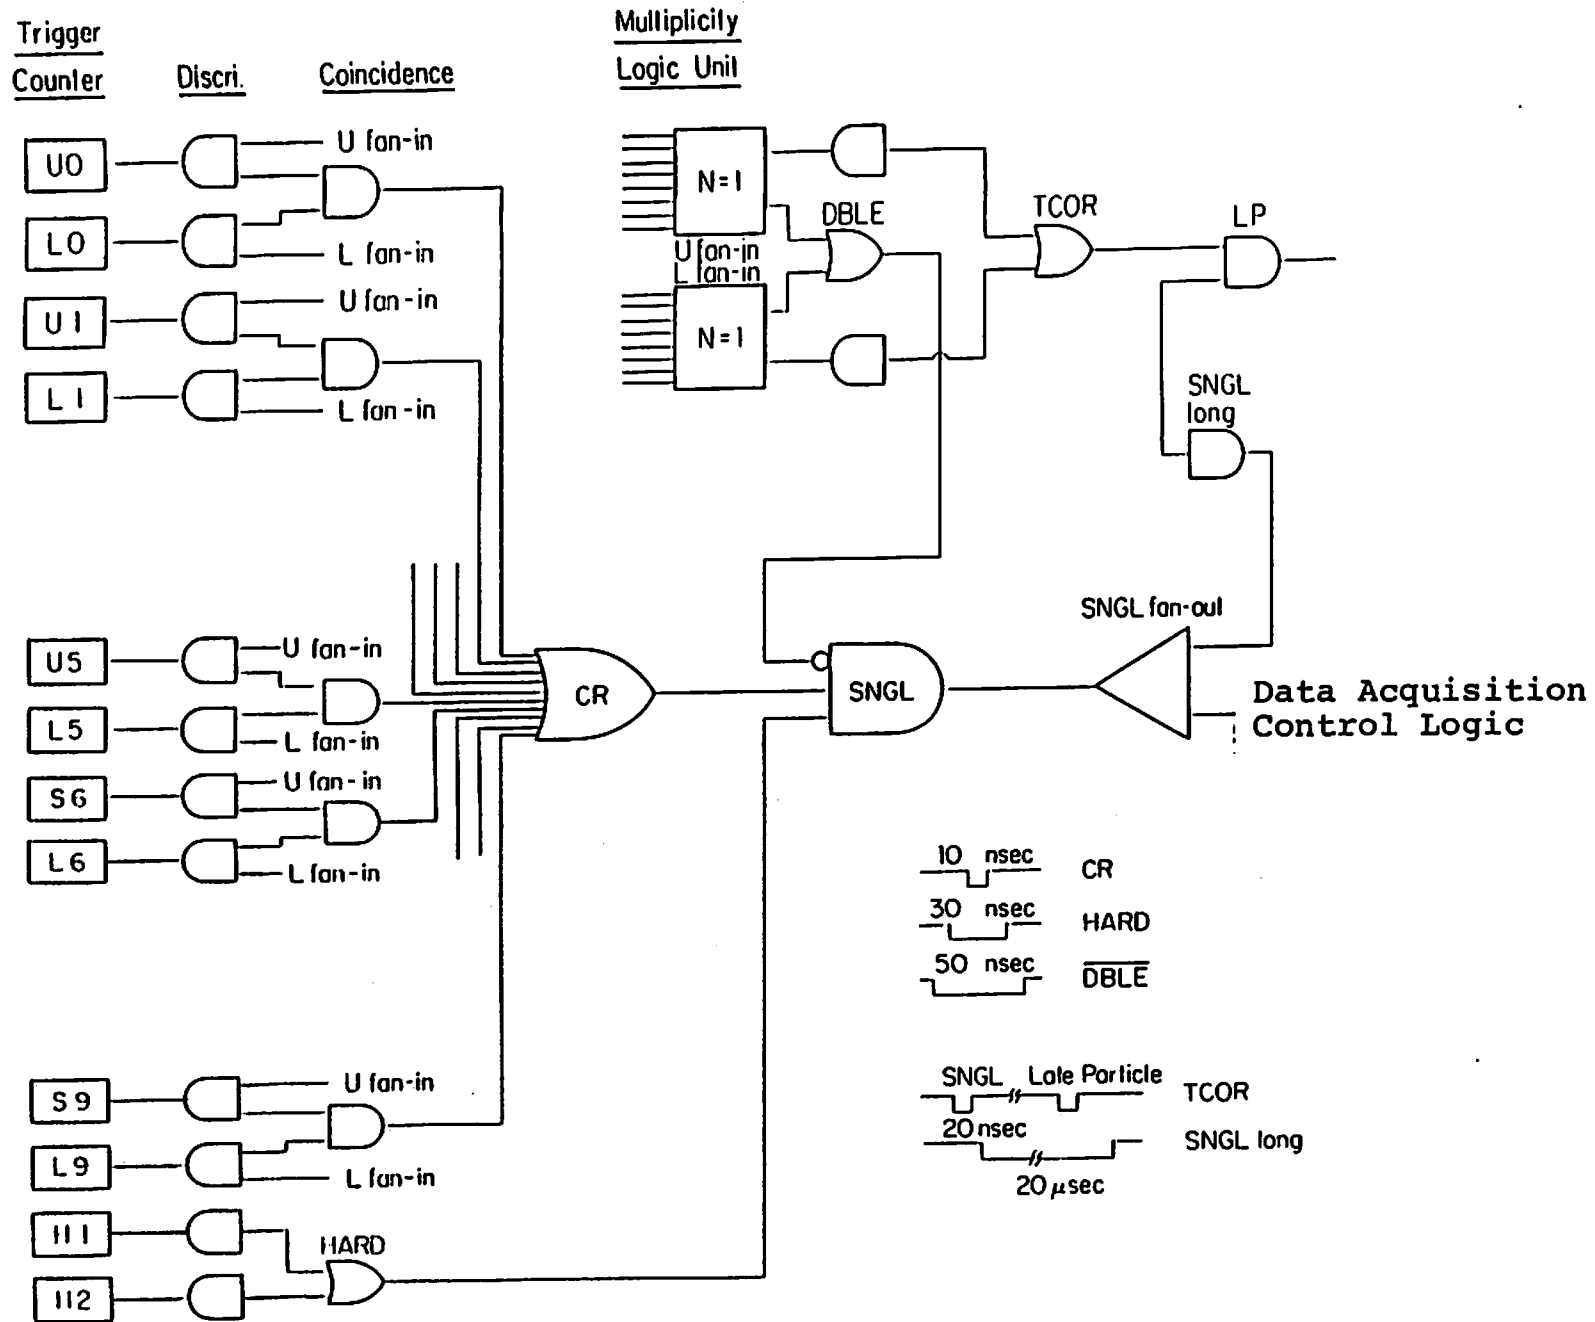 Trigger
Counter
Discri.
Coincidence
Multiplicity
Logic Unit
U0
U fan-in
L0
L fan-in
U1
U fan-in
L1
L fan-in
N=1
U fan-in
L fan-in
N=1
DBLE
TCOR
LP
SNGL
long
SNGL fan-out
U5
U fan-in
L5
L fan-in
S6
U fan-in
L6
L fan-in
CR
SNGL
Data Acquisition
Control Logic
S9
U fan-in
L9
L fan-in
H1
H2
HARD
10 nsec CR
30 nsec HARD
50 nsec DBLE
SNGL Late Particle TCOR
20 nsec SNGL long
20 μsec